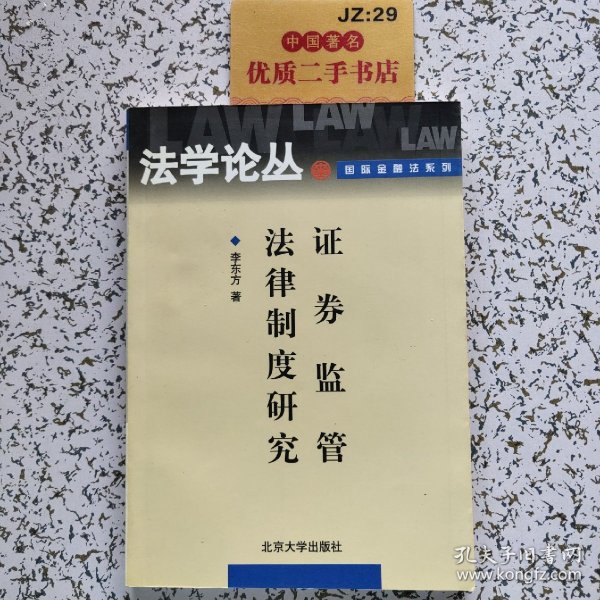 JZ:29
中国著名
优质二手书店
LAW LAW LAW LAW
法学论丛
国际金融法系列
证券监管
法律制度研究
◆李东方 著
北京大学出版社
孔夫子旧书网
www.kongfz.com